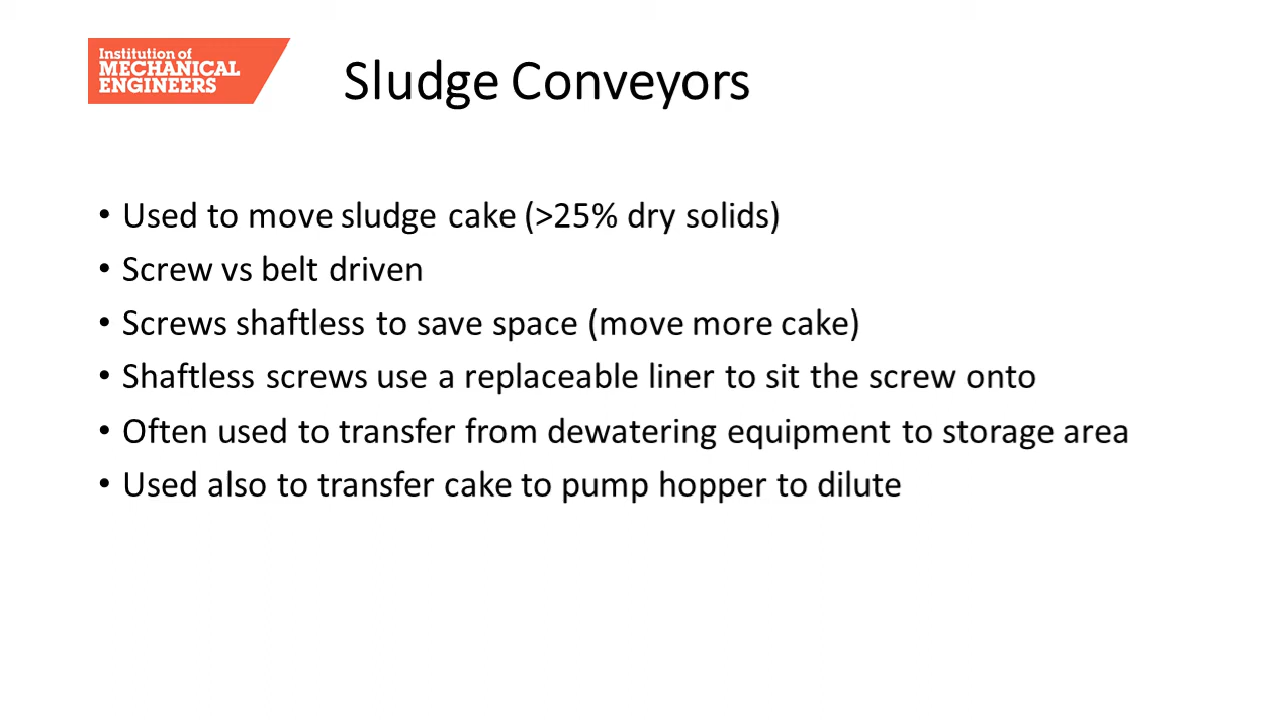 Institution of
MECHANICAL
ENGINEERS
Sludge Conveyors
• Used to move sludge cake (>25% dry solids)
• Screw vs belt driven
• Screws shaftless to save space (move more cake)
• Shaftless screws use a replaceable liner to sit the screw onto
• Often used to transfer from dewatering equipment to storage area
• Used also to transfer cake to pump hopper to dilute